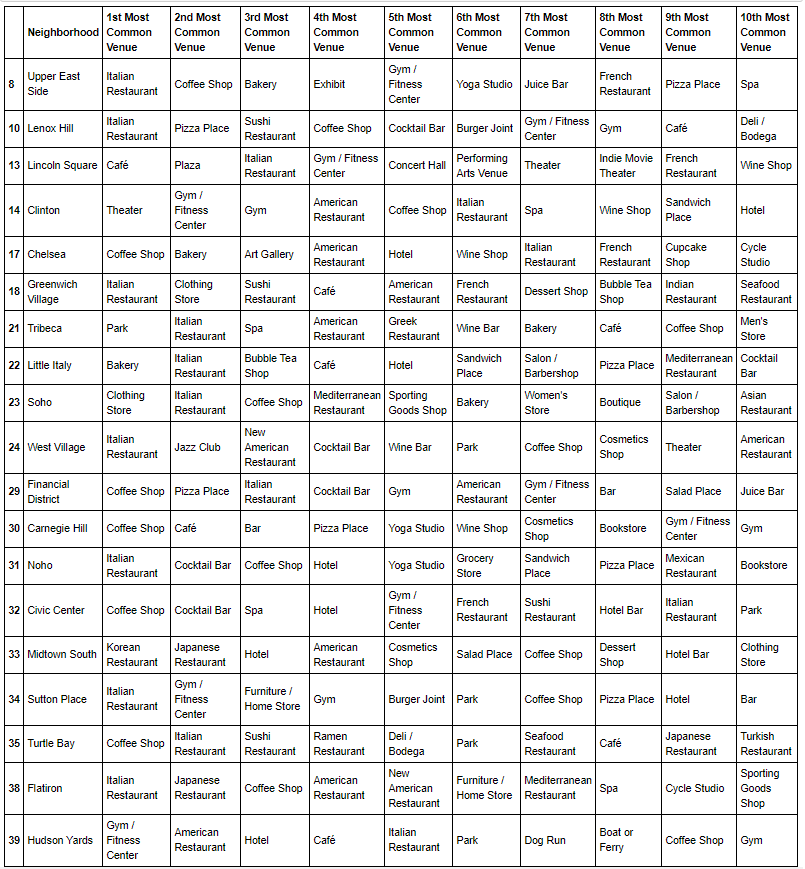 Neighborhood | 1st Most Common Venue | 2nd Most Common Venue | 3rd Most Common Venue | 4th Most Common Venue | 5th Most Common Venue | 6th Most Common Venue | 7th Most Common Venue | 8th Most Common Venue | 9th Most Common Venue | 10th Most Common Venue
8 | Upper East Side | Italian Restaurant | Coffee Shop | Bakery | Exhibit | Gym / Fitness Center | Yoga Studio | Juice Bar | French Restaurant | Pizza Place | Spa
10 | Lenox Hill | Italian Restaurant | Pizza Place | Sushi Restaurant | Coffee Shop | Cocktail Bar | Burger Joint | Gym / Fitness Center | Gym | Café | Deli / Bodega
13 | Lincoln Square | Café | Plaza | Italian Restaurant | Gym / Fitness Center | Concert Hall | Performing Arts Venue | Theater | Indie Movie Theater | French Restaurant | Wine Shop
14 | Clinton | Theater | Gym / Fitness Center | Gym | American Restaurant | Coffee Shop | Italian Restaurant | Spa | Wine Shop | Sandwich Place | Hotel
17 | Chelsea | Coffee Shop | Bakery | Art Gallery | American Restaurant | Hotel | Wine Shop | Italian Restaurant | French Restaurant | Cupcake Shop | Cycle Studio
18 | Greenwich Village | Italian Restaurant | Clothing Store | Sushi Restaurant | Café | American Restaurant | French Restaurant | Dessert Shop | Bubble Tea Shop | Indian Restaurant | Seafood Restaurant
21 | Tribeca | Park | Italian Restaurant | Spa | American Restaurant | Greek Restaurant | Wine Bar | Bakery | Café | Coffee Shop | Men's Store
22 | Little Italy | Bakery | Italian Restaurant | Bubble Tea Shop | Café | Hotel | Sandwich Place | Salon / Barbershop | Pizza Place | Mediterranean Restaurant | Cocktail Bar
23 | Soho | Clothing Store | Italian Restaurant | Coffee Shop | Mediterranean Restaurant | Sporting Goods Shop | Bakery | Women's Store | Boutique | Salon / Barbershop | Asian Restaurant
24 | West Village | Italian Restaurant | Jazz Club | New American Restaurant | Cocktail Bar | Wine Bar | Park | Coffee Shop | Cosmetics Shop | Theater | American Restaurant
29 | Financial District | Coffee Shop | Pizza Place | Italian Restaurant | Cocktail Bar | Gym | American Restaurant | Gym / Fitness Center | Bar | Salad Place | Juice Bar
30 | Carnegie Hill | Coffee Shop | Café | Bar | Pizza Place | Yoga Studio | Wine Shop | Cosmetics Shop | Bookstore | Gym / Fitness Center | Gym
31 | Noho | Italian Restaurant | Cocktail Bar | Coffee Shop | Hotel | Yoga Studio | Grocery Store | Sandwich Place | Pizza Place | Mexican Restaurant | Bookstore
32 | Civic Center | Coffee Shop | Cocktail Bar | Spa | Hotel | Gym / Fitness Center | French Restaurant | Sushi Restaurant | Hotel Bar | Italian Restaurant | Park
33 | Midtown South | Korean Restaurant | Japanese Restaurant | Hotel | American Restaurant | Cosmetics Shop | Salad Place | Coffee Shop | Dessert Shop | Hotel Bar | Clothing Store
34 | Sutton Place | Italian Restaurant | Gym / Fitness Center | Furniture / Home Store | Gym | Burger Joint | Park | Coffee Shop | Pizza Place | Hotel | Bar
35 | Turtle Bay | Coffee Shop | Italian Restaurant | Sushi Restaurant | Ramen Restaurant | Deli / Bodega | Park | Seafood Restaurant | Café | Japanese Restaurant | Turkish Restaurant
38 | Flatiron | Italian Restaurant | Japanese Restaurant | Coffee Shop | American Restaurant | New American Restaurant | Furniture / Home Store | Mediterranean Restaurant | Spa | Cycle Studio | Sporting Goods Shop
39 | Hudson Yards | Gym / Fitness Center | American Restaurant | Hotel | Café | Italian Restaurant | Park | Dog Run | Boat or Ferry | Coffee Shop | Gym